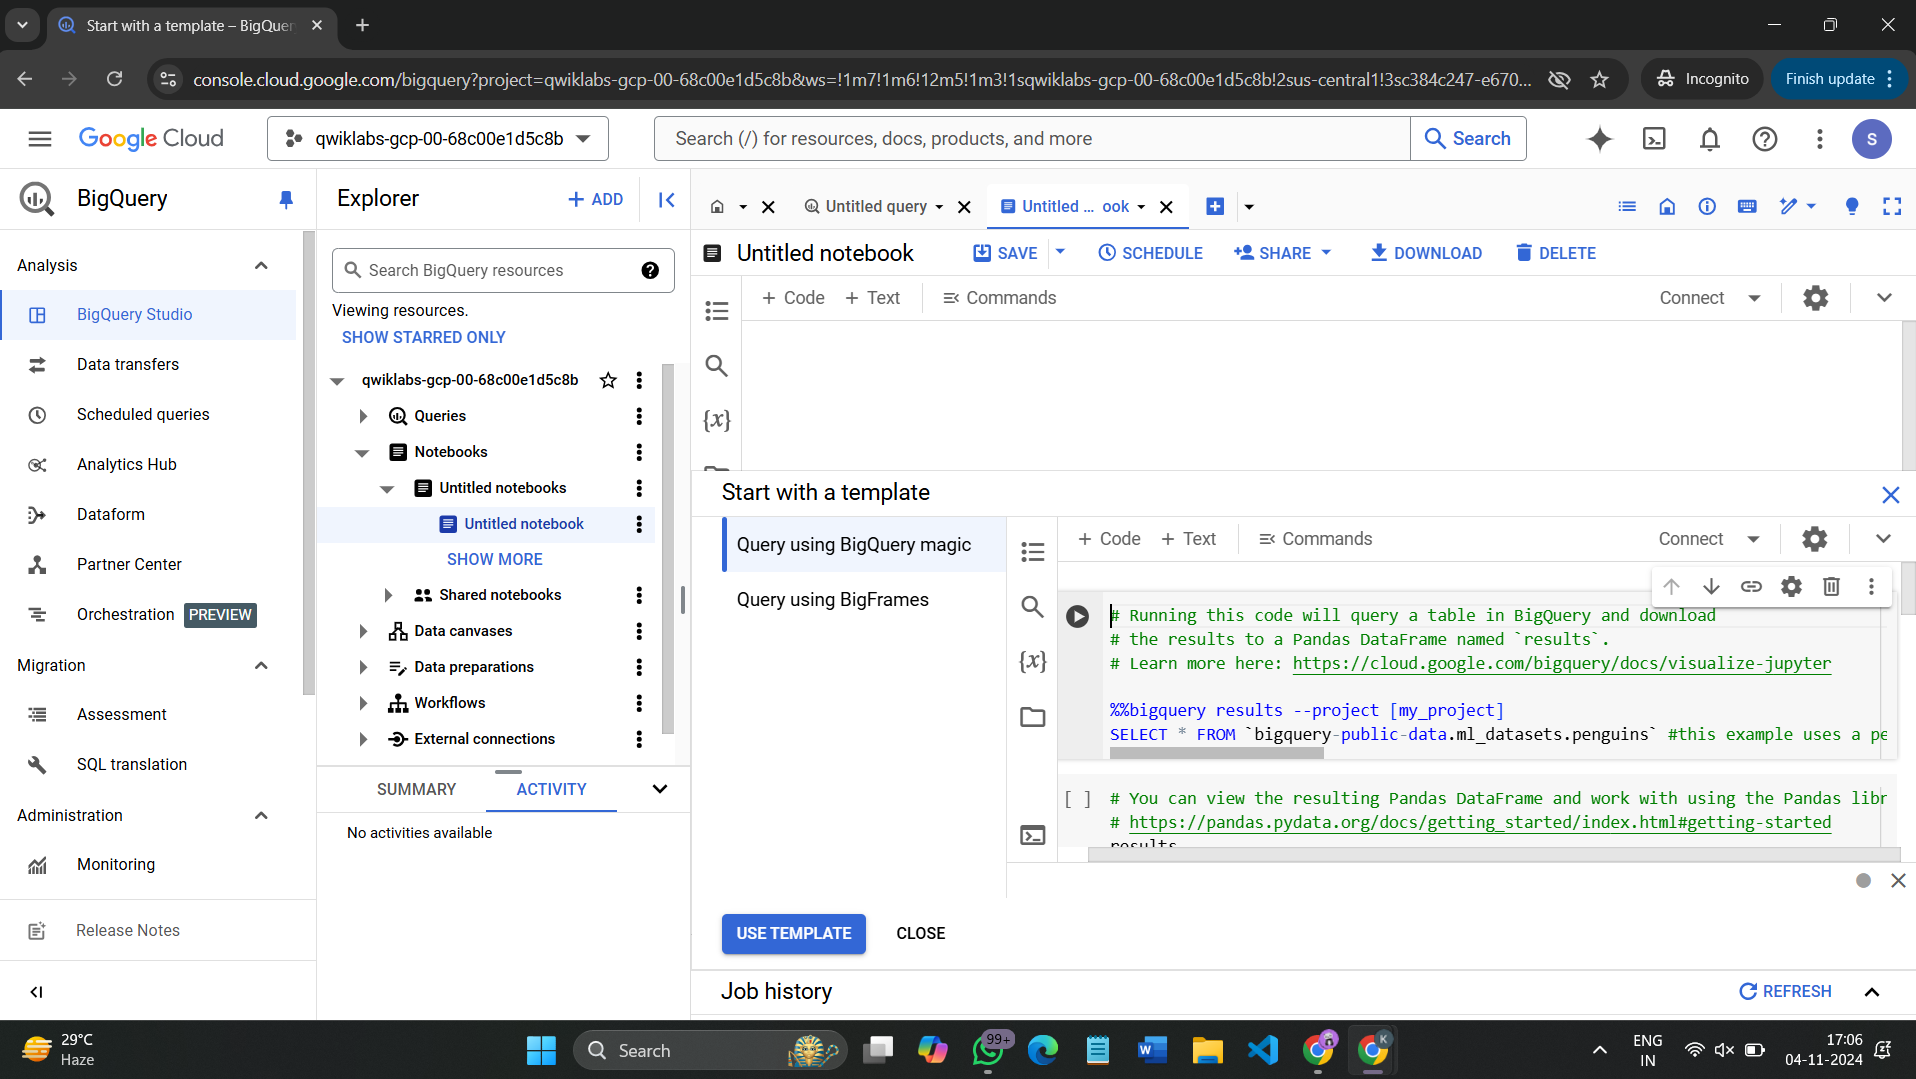 Start with a template – BigQuer
console.cloud.google.com/bigquery?project=qwiklabs-gcp-00-68c00e1d5c8b&ws=!1m7!1m6!12m5!1m3!1sqwiklabs-gcp-00-68c00e1d5c8b!2sus-central1!3sc384c247-e670...
Incognito
Finish update
Google Cloud
qwiklabs-gcp-00-68c00e1d5c8b
Search (/) for resources, docs, products, and more
Search
S
BigQuery
Analysis
BigQuery Studio
Data transfers
Scheduled queries
Analytics Hub
Dataform
Partner Center
Orchestration PREVIEW
Migration
Assessment
SQL translation
Administration
Monitoring
Release Notes
Explorer
+ ADD
Search BigQuery resources
Viewing resources.
SHOW STARRED ONLY
qwiklabs-gcp-00-68c00e1d5c8b
Queries
Notebooks
Untitled notebooks
Untitled notebook
SHOW MORE
Shared notebooks
Data canvases
Data preparations
Workflows
External connections
SUMMARY
ACTIVITY
No activities available
Untitled query
Untitled ... ook
Untitled notebook
SAVE
SCHEDULE
SHARE
DOWNLOAD
DELETE
+ Code
+ Text
Commands
Connect
{x}
Start with a template
Query using BigQuery magic
Query using BigFrames
+ Code
+ Text
Commands
Connect
{x}
# Running this code will query a table in BigQuery and download
# the results to a Pandas DataFrame named `results`.
# Learn more here: https://cloud.google.com/bigquery/docs/visualize-jupyter
%%bigquery results --project [my_project]
SELECT * FROM `bigquery-public-data.ml_datasets.penguins` #this example uses a pe
[ ] # You can view the resulting Pandas DataFrame and work with using the Pandas libr
# https://pandas.pydata.org/docs/getting_started/index.html#getting-started
results
USE TEMPLATE
CLOSE
Job history
REFRESH
29°C
Haze
Search
99+
K
ENG
IN
17:06
04-11-2024